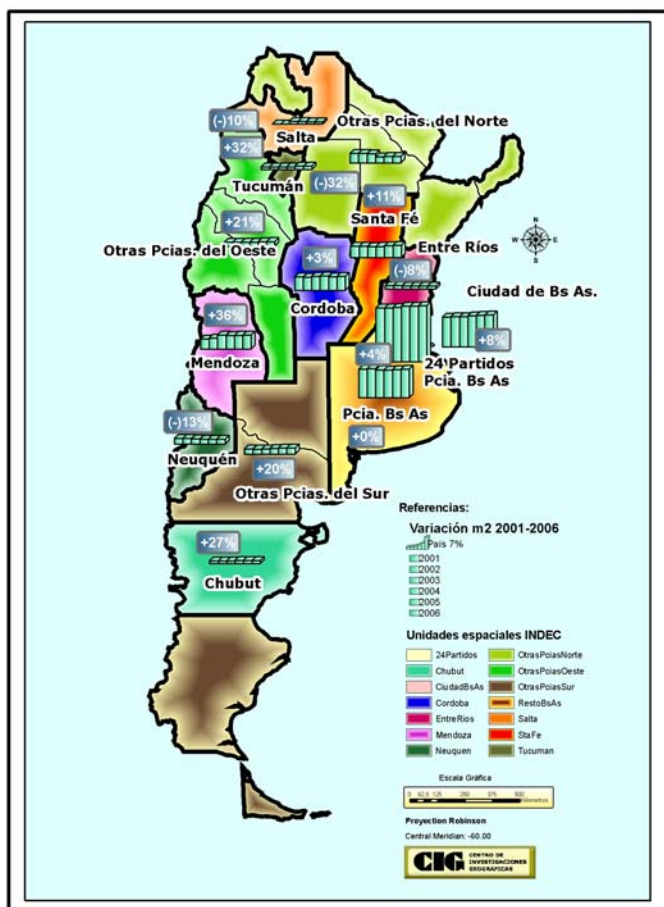 (-)10%
Salta
Otras Pcias. del Norte
+32%
Tucumán
(-)32%
+11%
Santa Fé
+21%
Otras Pcias. del Oeste
Entre Ríos
+3%
Cordoba
(-)8%
Ciudad de Bs As.
+36%
Mendoza
+8%
+4%
24 Partidos
Pcia. Bs As
Pcia. Bs As
(-)13%
Neuquén
+0%
+20%
Otras Pcias. del Sur
+27%
Chubut
N
W
E
S
Referencias:
Variación m2 2001-2006
País 7%
2001
2002
2003
2004
2005
2006
Unidades espaciales INDEC
24Partidos
OtrasPciasNorte
Chubut
OtrasPciasOeste
CiudadBsAs
OtrasPciasSur
Cordoba
RestoBsAs
EntreRios
Salta
Mendoza
StaFe
Neuquen
Tucuman
Escala Gráfica
Proyection Robinson
Central Meridian: -60.00
CIG
CENTRO DE
INVESTIGACIONES
GEOGRAFICAS